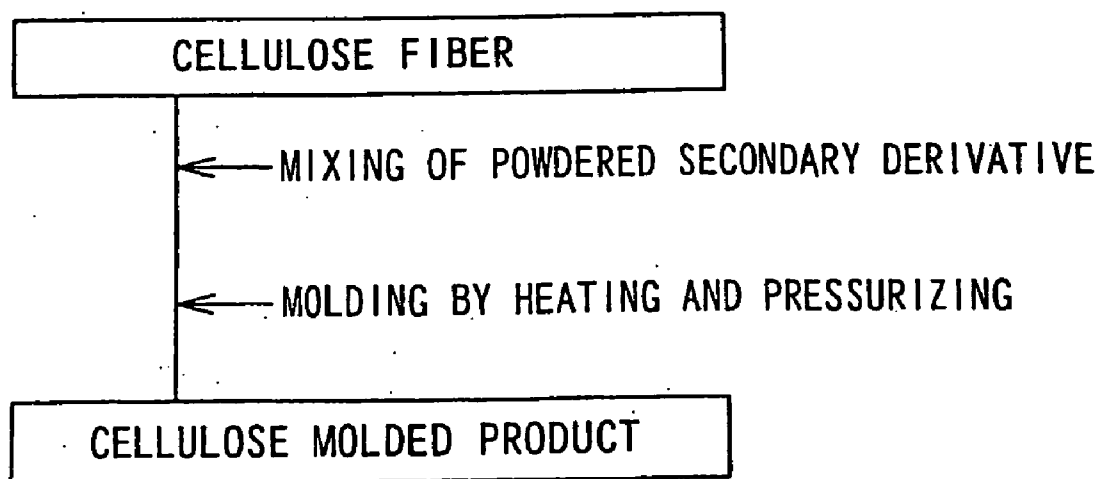 CELLULOSE FIBER
MIXING OF POWDERED SECONDARY DERIVATIVE
MOLDING BY HEATING AND PRESSURIZING
CELLULOSE MOLDED PRODUCT